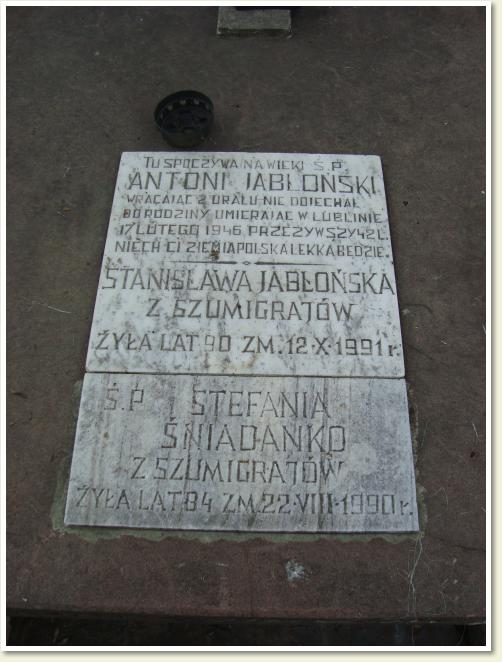 TU SPOCZYWA NA WIEKI Ś.P.
ANTONI JABŁOŃSKI
WRACAJĄC Z URALU NIE DOJECHAŁ
DO RODZINY UMIERAJĄC W LUBLINIE
17 LUTEGO 1946 PRZEŻYWSZY 42 L.
NIECH CI ZIEMIA POLSKA LEKKA BĘDZIE.
STANISŁAWA JABŁOŃSKA
Z SZUMIGRAJÓW
ŻYŁA LAT 90 ZM. 12·X·1991 r.
Ś.P STEFANIA
ŚNIADANKO
Z SZUMIGRAJÓW
ŻYŁA LAT 84 ZM. 22·VIII·1990 r.